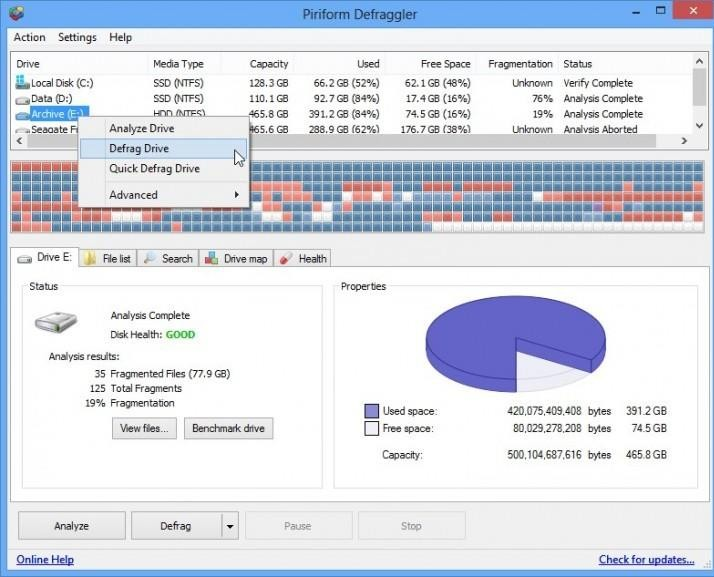 Piriform Defraggler
Action Settings Help
Drive Media Type Capacity Used Free Space Fragmentation Status
Local Disk (C:) SSD (NTFS) 128.3 GB 66.2 GB (52%) 62.1 GB (48%) Unknown Verify Complete
Data (D:) SSD (NTFS) 110.1 GB 92.7 GB (84%) 17.4 GB (16%) 76% Analysis Complete
Archive (E:) HDD (NTFS) 465.8 GB 391.2 GB (84%) 74.5 GB (16%) 19% Analysis Complete
Seagate F 465.6 GB 288.9 GB (62%) 176.7 GB (38%) Unknown Analysis Aborted
Analyze Drive
Defrag Drive
Quick Defrag Drive
Advanced
Drive E: File list Search Drive map Health
Status
Analysis Complete
Disk Health: GOOD
Analysis results:
35 Fragmented Files (77.9 GB)
125 Total Fragments
19% Fragmentation
View files... Benchmark drive
Properties
Used space: 420,075,409,408 bytes 391.2 GB
Free space: 80,029,278,208 bytes 74.5 GB
Capacity: 500,104,687,616 bytes 465.8 GB
Analyze Defrag Pause Stop
Online Help Check for updates...